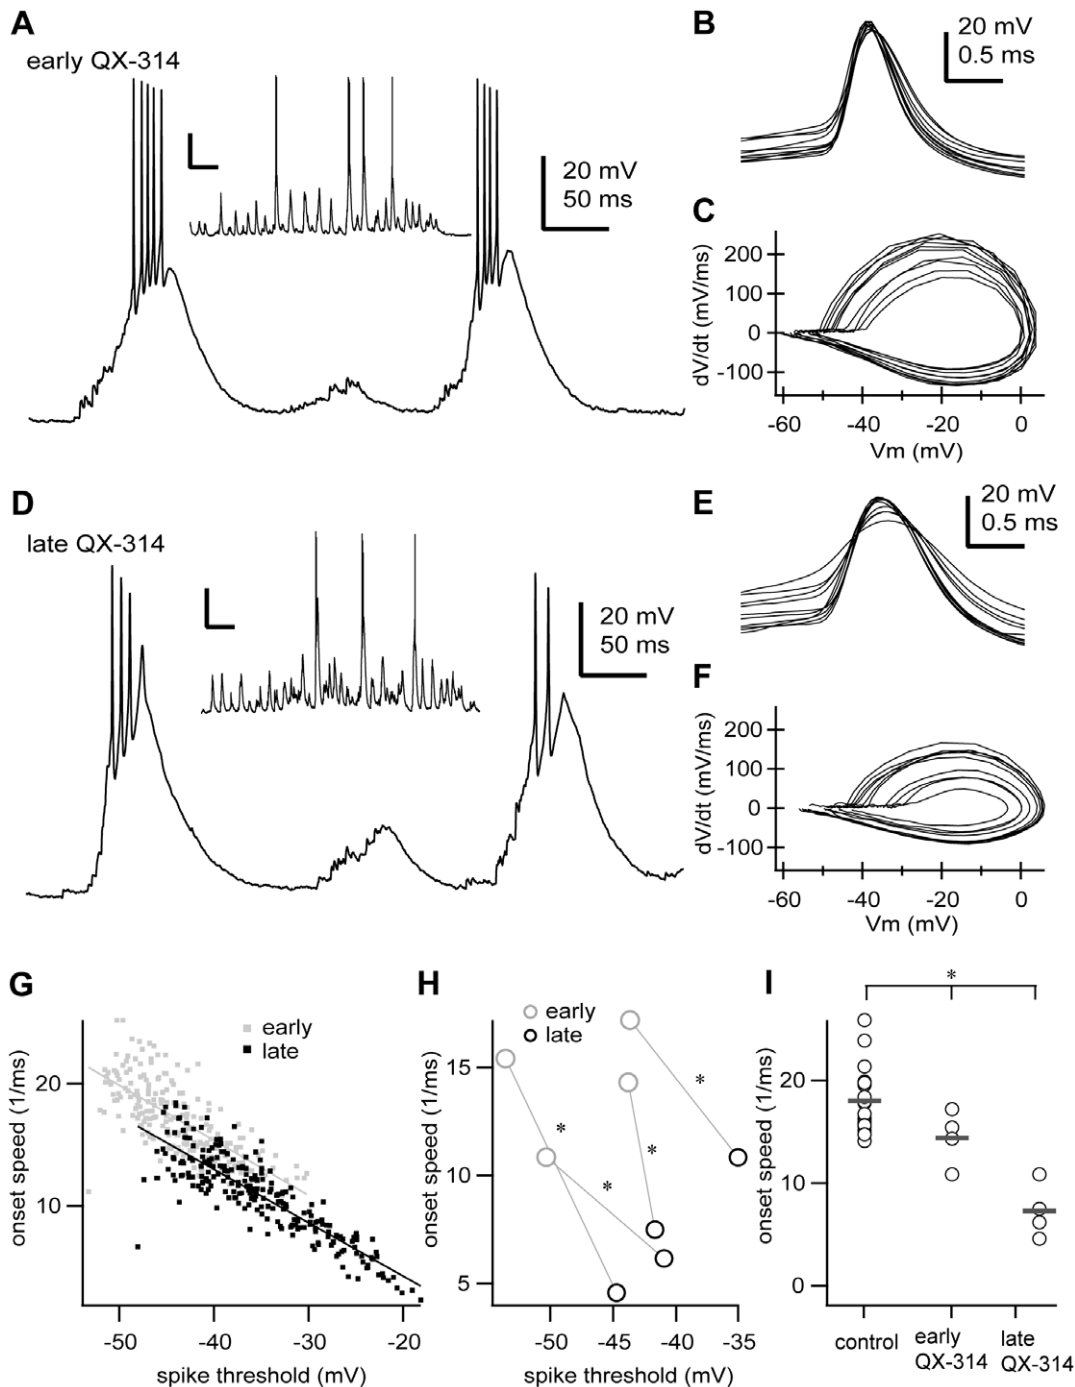 A
early QX-314
20 mV
50 ms
B
20 mV
0.5 ms
C
dV/dt (mV/ms)
200
100
0
-100
-60
-40
-20
0
Vm (mV)
D
late QX-314
20 mV
50 ms
E
20 mV
0.5 ms
F
dV/dt (mV/ms)
200
100
0
-100
-60
-40
-20
0
Vm (mV)
G
early
late
onset speed (1/ms)
20
10
-50
-40
-30
-20
spike threshold (mV)
H
early
late
onset speed (1/ms)
15
10
5
*
*
*
*
-50
-45
-40
-35
spike threshold (mV)
I
*
onset speed (1/ms)
20
10
0
control
early
QX-314
late
QX-314